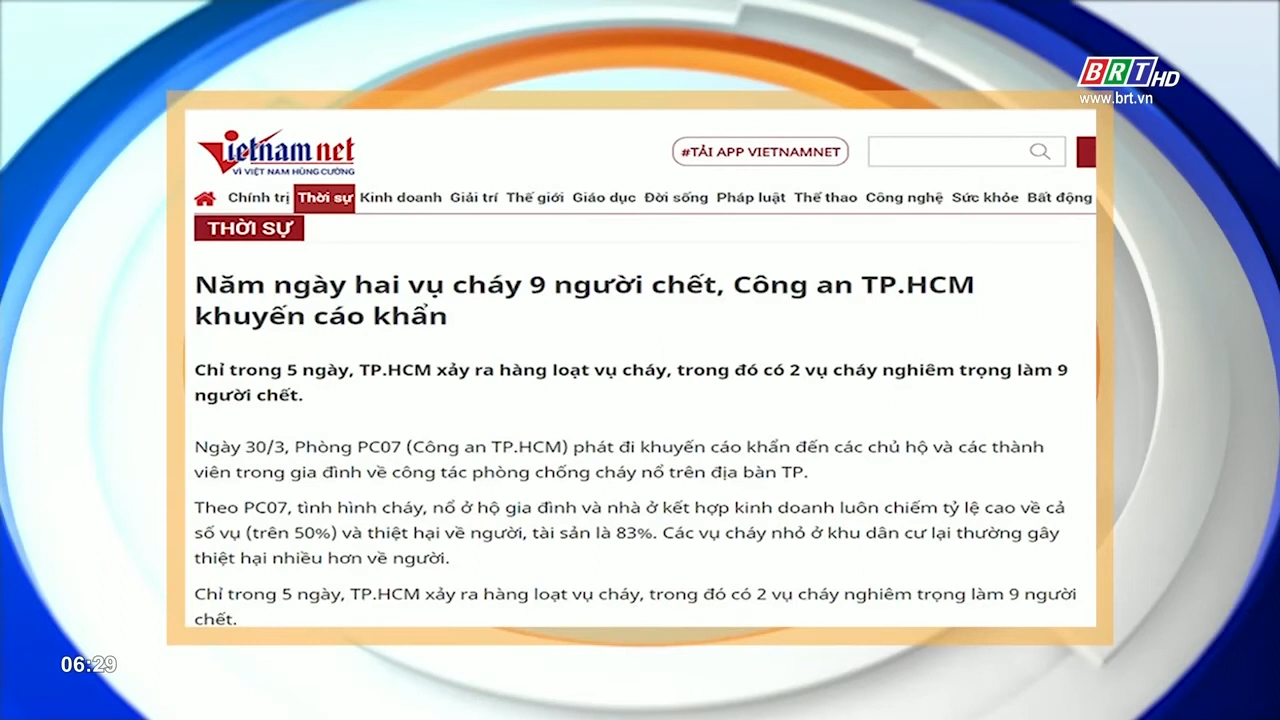 BRT HD
www.brt.vn
Vietnamnet
VÌ VIỆT NAM HÙNG CƯỜNG
#TẢI APP VIETNAMNET
Chính trị Thời sự Kinh doanh Giải trí Thế giới Giáo dục Đời sống Pháp luật Thể thao Công nghệ Sức khỏe Bất động
THỜI SỰ
Năm ngày hai vụ cháy 9 người chết, Công an TP.HCM
khuyến cáo khẩn
Chỉ trong 5 ngày, TP.HCM xảy ra hàng loạt vụ cháy, trong đó có 2 vụ cháy nghiêm trọng làm 9
người chết.
Ngày 30/3, Phòng PC07 (Công an TP.HCM) phát đi khuyến cáo khẩn đến các chủ hộ và các thành
viên trong gia đình về công tác phòng chống cháy nổ trên địa bàn TP.
Theo PC07, tình hình cháy, nổ ở hộ gia đình và nhà ở kết hợp kinh doanh luôn chiếm tỷ lệ cao về cả
số vụ (trên 50%) và thiệt hại về người, tài sản là 83%. Các vụ cháy nhỏ ở khu dân cư lại thường gây
thiệt hại nhiều hơn về người.
Chỉ trong 5 ngày, TP.HCM xảy ra hàng loạt vụ cháy, trong đó có 2 vụ cháy nghiêm trọng làm 9 người
chết.
06:29